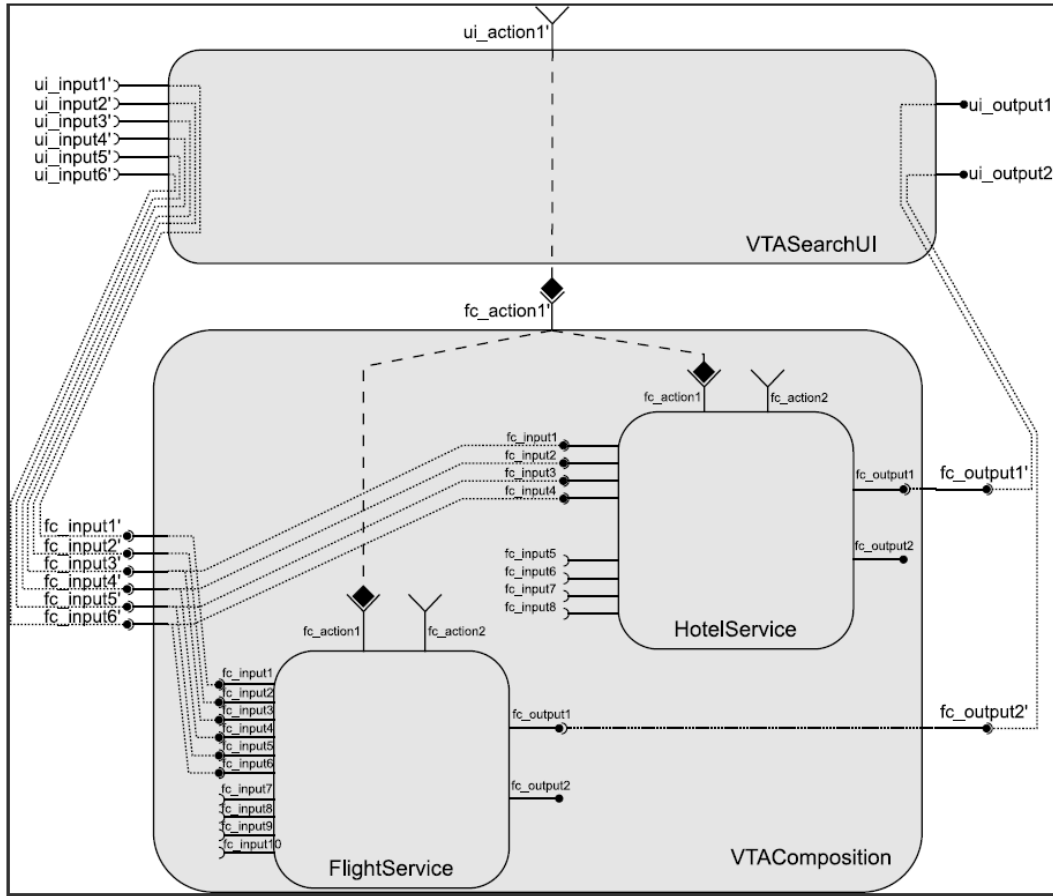 ui_action1'
ui_input1'
ui_input2'
ui_input3'
ui_input4'
ui_input5'
ui_input6'
ui_output1
ui_output2
VTASearchUI
fc_action1'
fc_action1
fc_action2
fc_input1
fc_input2
fc_input3
fc_input4
fc_output1
fc_output1'
fc_input1'
fc_input2'
fc_input3'
fc_input4'
fc_input5'
fc_input6'
fc_input5
fc_input6
fc_input7
fc_input8
fc_output2
HotelService
fc_action1
fc_action2
fc_input1
fc_input2
fc_input3
fc_input4
fc_input5
fc_input6
fc_input7
fc_input8
fc_input9
fc_input10
fc_output1
fc_output2'
fc_output2
FlightService
VTAComposition